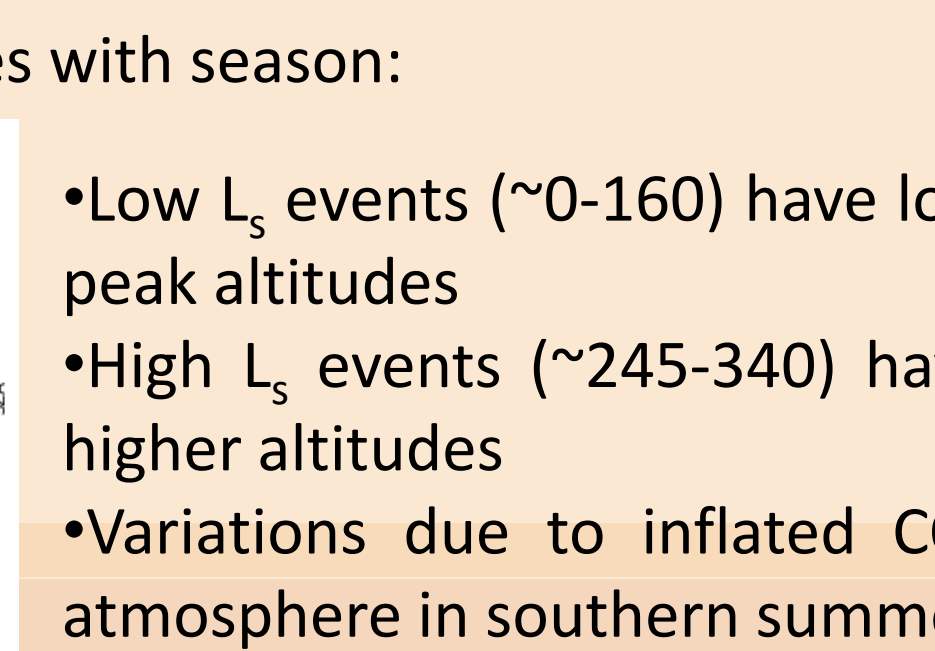 es with season:
•Low Ls events (~0-160) have lo
peak altitudes
•High Ls events (~245-340) ha
higher altitudes
•Variations due to inflated C
atmosphere in southern summ